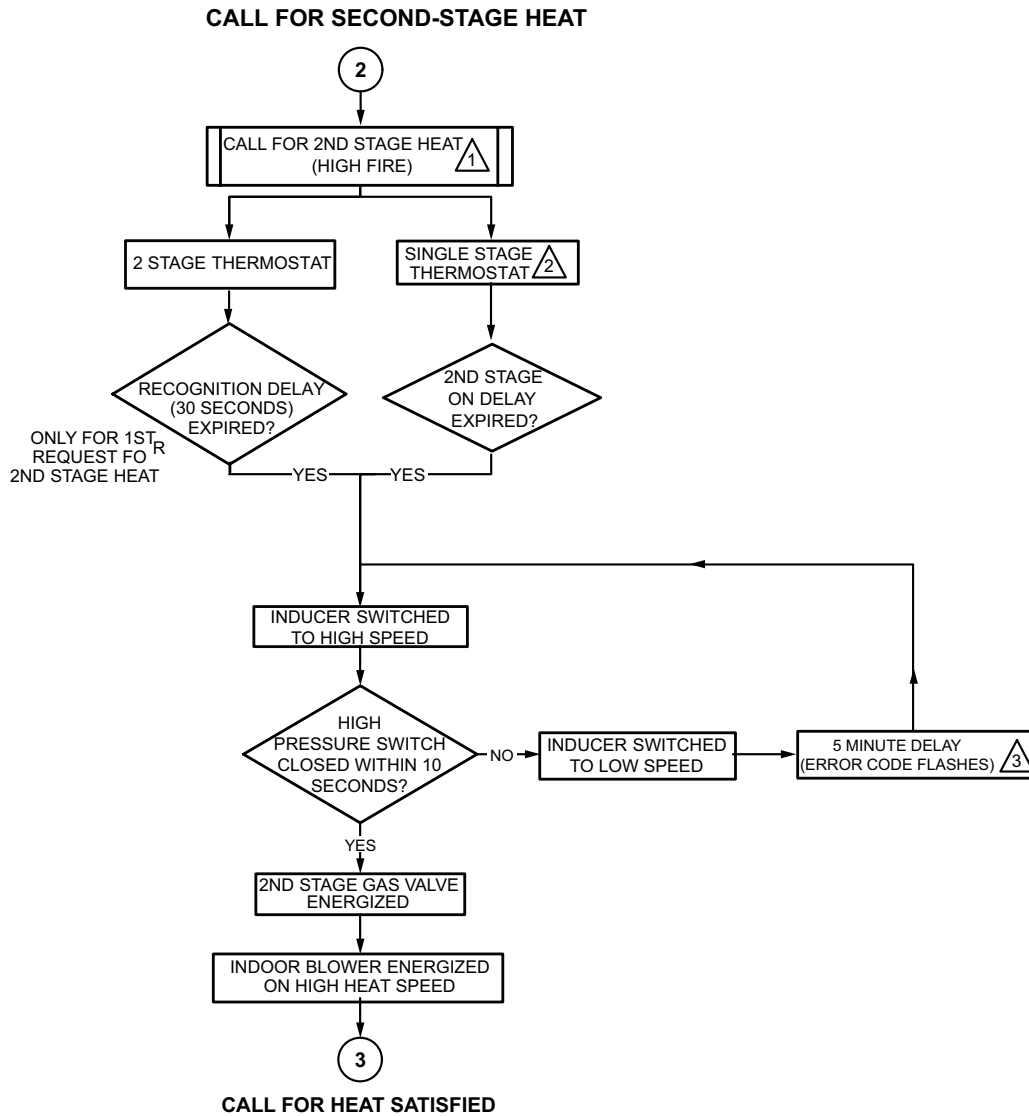 CALL FOR SECOND-STAGE HEAT
2
CALL FOR 2ND STAGE HEAT
(HIGH FIRE)
1
2 STAGE THERMOSTAT
SINGLE STAGE
THERMOSTAT
2
RECOGNITION DELAY
(30 SECONDS)
EXPIRED?
2ND STAGE
ON DELAY
EXPIRED?
ONLY FOR 1ST
REQUEST FO R
2ND STAGE HEAT
YES
YES
INDUCER SWITCHED
TO HIGH SPEED
HIGH
PRESSURE SWITCH
CLOSED WITHIN 10
SECONDS?
NO
INDUCER SWITCHED
TO LOW SPEED
5 MINUTE DELAY
(ERROR CODE FLASHES)
3
YES
2ND STAGE GAS VALVE
ENERGIZED
INDOOR BLOWER ENERGIZED
ON HIGH HEAT SPEED
3
CALL FOR HEAT SATISFIED